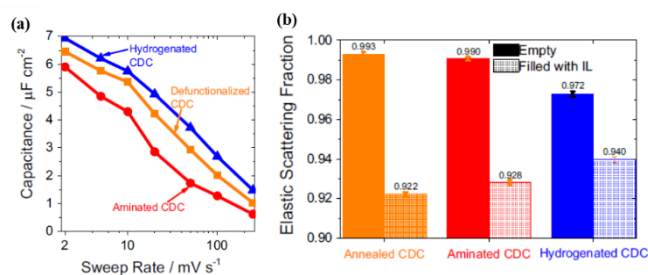 (a)
Capacitance / μF cm⁻²
7
6
5
4
3
2
1
0
Hydrogenated
CDC
Defunctionalized
CDC
Aminated CDC
2
10
100
Sweep Rate / mV s⁻¹
(b)
Elastic Scattering Fraction
1.00
0.98
0.96
0.94
0.92
0.90
Empty
Filled with IL
0.993
0.922
0.990
0.928
0.972
0.940
Annealed CDC
Aminated CDC
Hydrogenated CDC